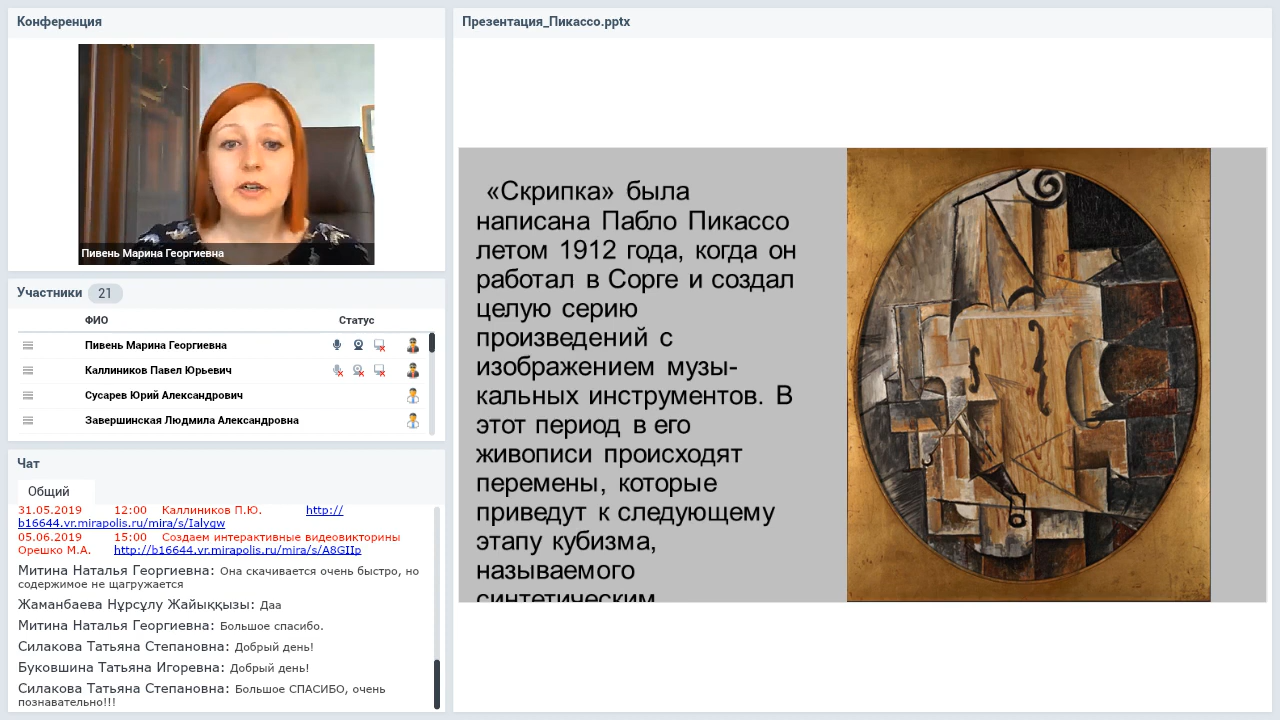 Конференция
Пивень Марина Георгиевна
Участники 21
ФИО Статус
Пивень Марина Георгиевна
Каллиников Павел Юрьевич
Сусарев Юрий Александрович
Завершинская Людмила Александровна
Чат
Общий
31.05.2019 12:00 Каллиников П.Ю. http://
b16644.vr.mirapolis.ru/mira/s/Ialyqw
05.06.2019 15:00 Создаем интерактивные видеовикторины
Орешко М.А. http://b16644.vr.mirapolis.ru/mira/s/A8GIIp
Митина Наталья Георгиевна: Она скачивается очень быстро, но
содержимое не щагружается
Жаманбаева Нұрсұлу Жайыққызы: Даа
Митина Наталья Георгиевна: Большое спасибо.
Силакова Татьяна Степановна: Добрый день!
Буковшина Татьяна Игоревна: Добрый день!
Силакова Татьяна Степановна: Большое СПАСИБО, очень
познавательно!!!
Презентация_Пикассо.pptx
«Скрипка» была
написана Пабло Пикассо
летом 1912 года, когда он
работал в Сорге и создал
целую серию
произведений с
изображением музы-
кальных инструментов. В
этот период в его
живописи происходят
перемены, которые
приведут к следующему
этапу кубизма,
называемого
синтетическим